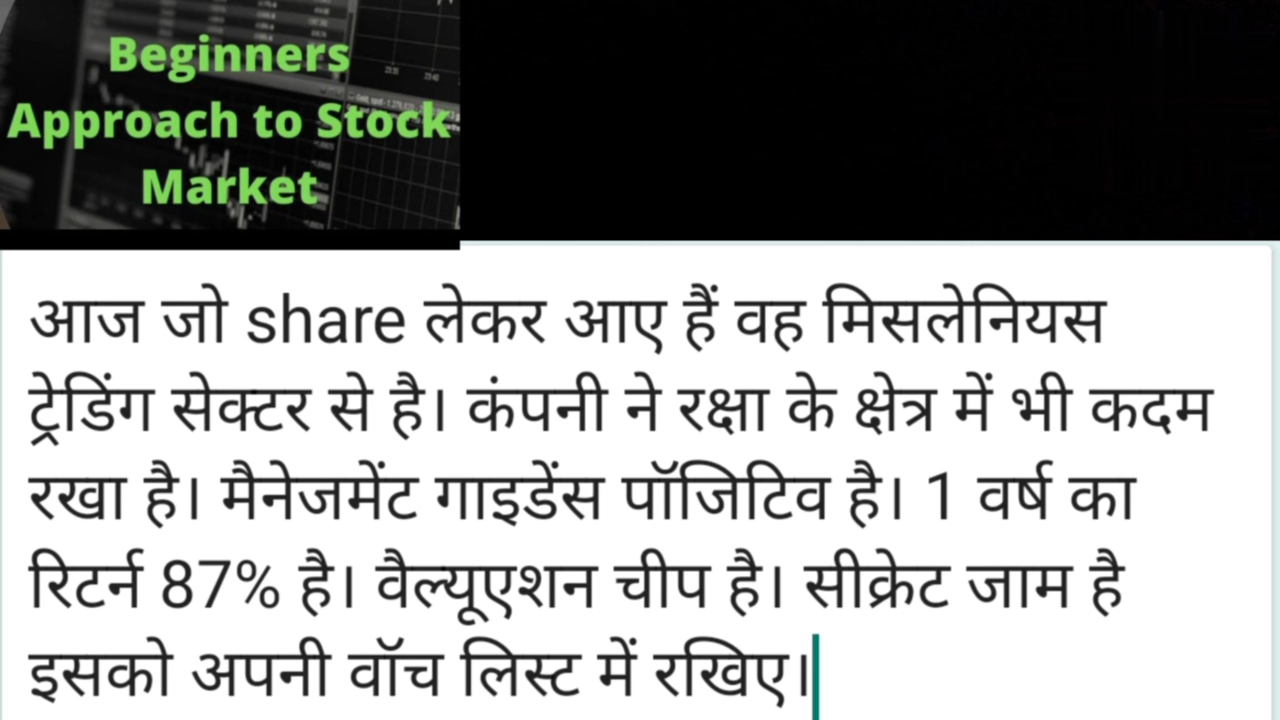 Beginners
Approach to Stock
Market
आज जो share लेकर आए हैं वह मिसलेनियस
ट्रेडिंग सेक्टर से है। कंपनी ने रक्षा के क्षेत्र में भी कदम
रखा है। मैनेजमेंट गाइडेंस पॉजिटिव है। 1 वर्ष का
रिटर्न 87% है। वैल्यूएशन चीप है। सीक्रेट जाम है
इसको अपनी वॉच लिस्ट में रखिए।